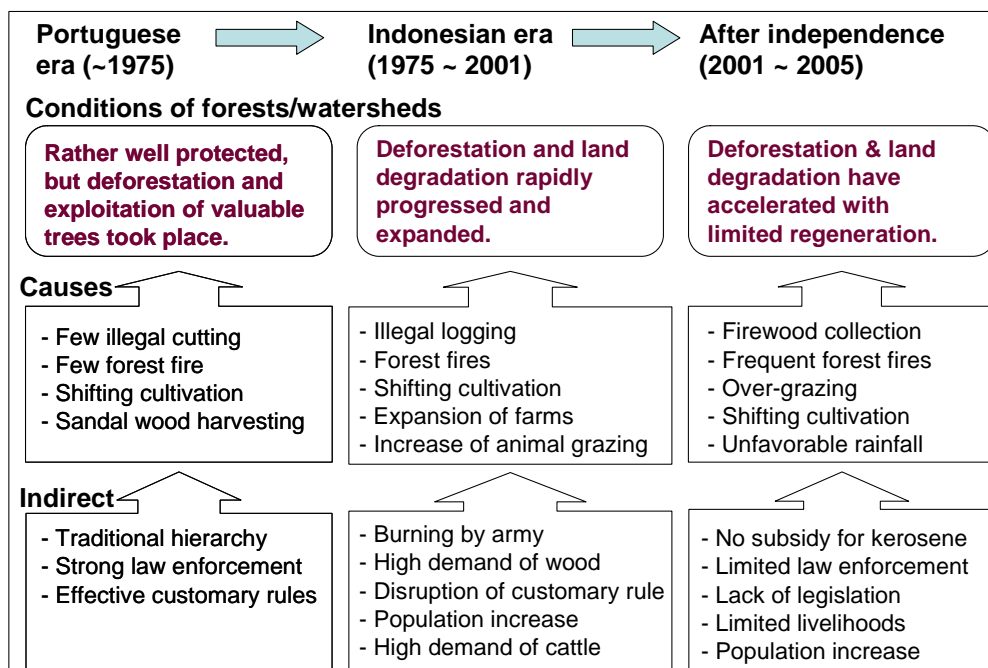 Portuguese
era (~1975)
Indonesian era
(1975 ~ 2001)
After independence
(2001 ~ 2005)
Conditions of forests/watersheds
Rather well protected,
but deforestation and
exploitation of valuable
trees took place.
Deforestation and land
degradation rapidly
progressed and
expanded.
Deforestation & land
degradation have
accelerated with
limited regeneration.
Causes
- Few illegal cutting
- Few forest fire
- Shifting cultivation
- Sandal wood harvesting
- Illegal logging
- Forest fires
- Shifting cultivation
- Expansion of farms
- Increase of animal grazing
- Firewood collection
- Frequent forest fires
- Over-grazing
- Shifting cultivation
- Unfavorable rainfall
Indirect
- Traditional hierarchy
- Strong law enforcement
- Effective customary rules
- Burning by army
- High demand of wood
- Disruption of customary rule
- Population increase
- High demand of cattle
- No subsidy for kerosene
- Limited law enforcement
- Lack of legislation
- Limited livelihoods
- Population increase